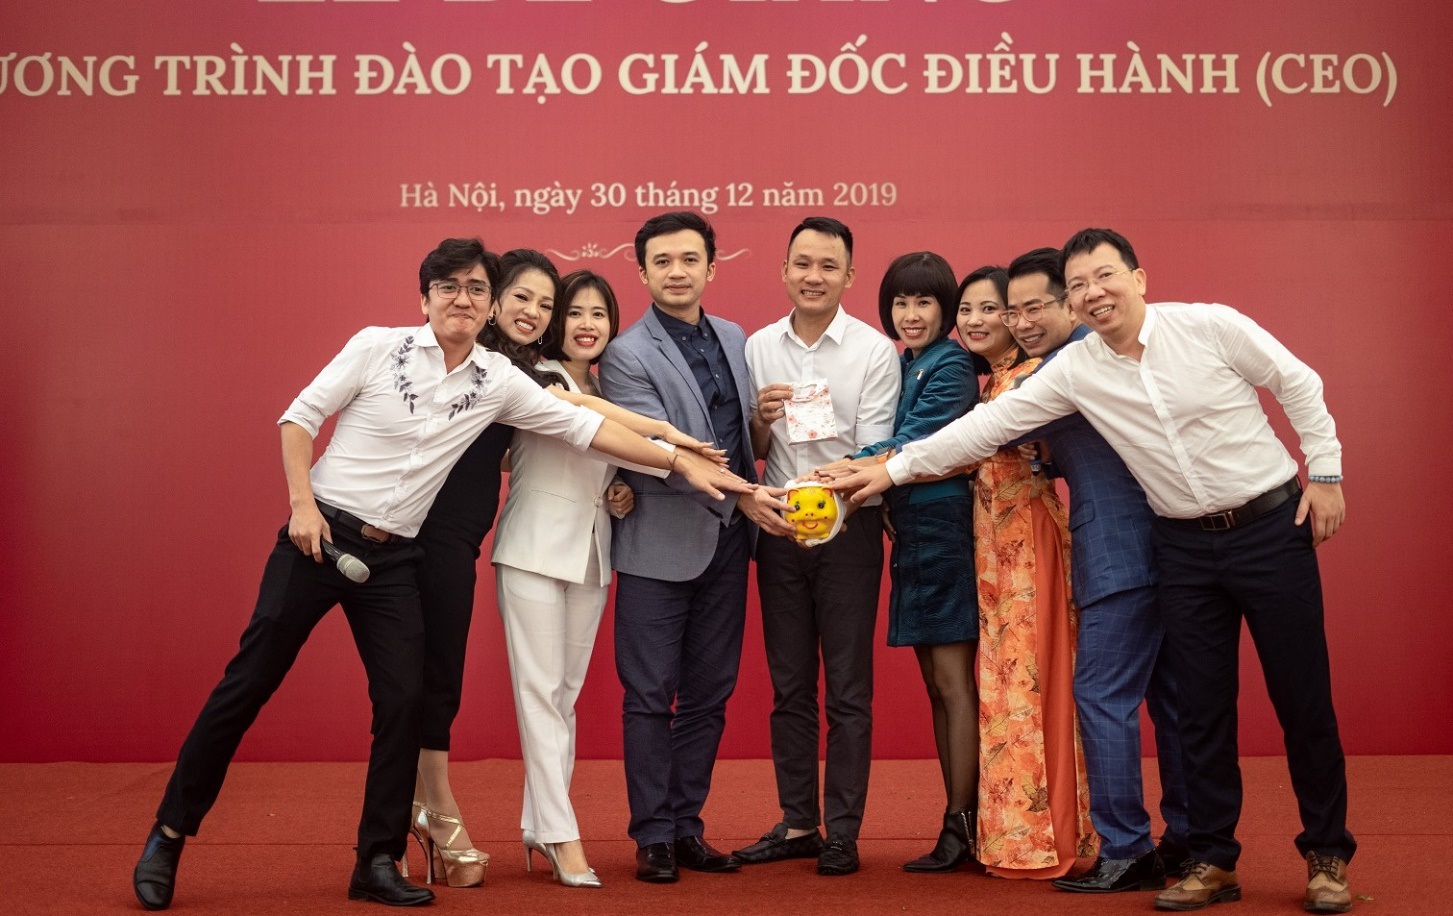 ƯƠNG TRÌNH ĐÀO TẠO GIÁM ĐỐC ĐIỀU HÀNH (CEO)
Hà Nội, ngày 30 tháng 12 năm 2019